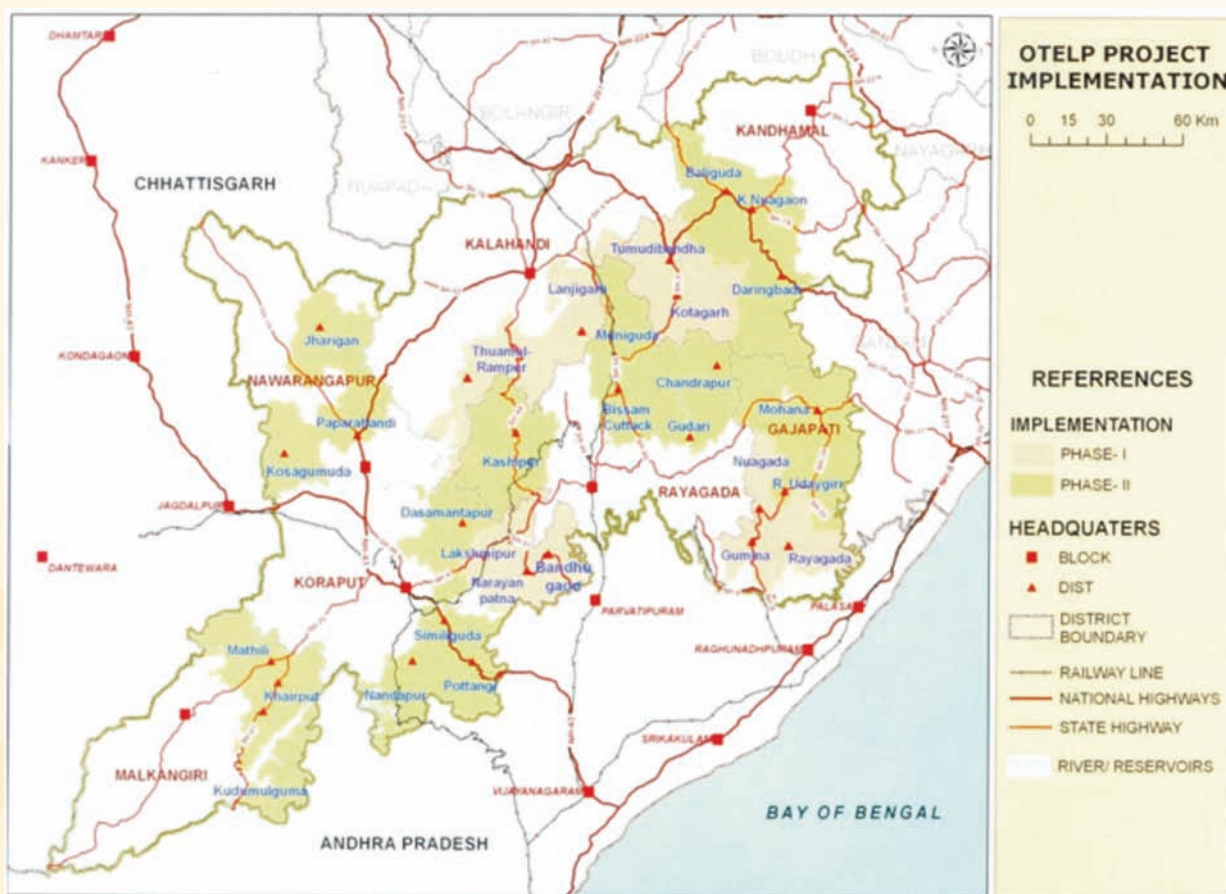 OTELP PROJECT
IMPLEMENTATION
0 15 30 60 Km
REFERRENCES
IMPLEMENTATION
PHASE- I
PHASE- II
HEADQUATERS
BLOCK
DIST
DISTRICT
BOUNDARY
RAILWAY LINE
NATIONAL HIGHWAYS
STATE HIGHWAY
RIVER/ RESERVOIRS
DHAMTARI
BOUDH
BOLANGIR
KANDHAMAL
KANKER
NAYAGARH
CHHATTISGARH
NUAPADA
Baliguda
K.Nuagaon
KALAHANDI
Tumudibandha
Lanjigarh
Daringbadi
Kotagarh
Jharigan
Muniguda
KONDAGAON
GANJAM
Thuamul-
Rampur
NAWARANGAPUR
Chandrapur
Bissam
Cuttack
Mohana
Paparahandi
Gudari
GAJAPATI
Kosagumuda
Kashipur
Nuagada
R. Udaygiri
RAYAGADA
JAGDALPUR
Dasamantapur
Lakshmipur
Gumma
Rayagada
DANTEWARA
Bandhu
gaon
KORAPUT
Narayan
patna
PARVATIPURAM
PALASA
Similiguda
RAGHUNADHPURAM
Mathili
Khairput
Nandapur
Pottangi
SRIKAKULAM
MALKANGIRI
Kudumulguma
VIJAYANAGARAM
BAY OF BENGAL
ANDHRA PRADESH